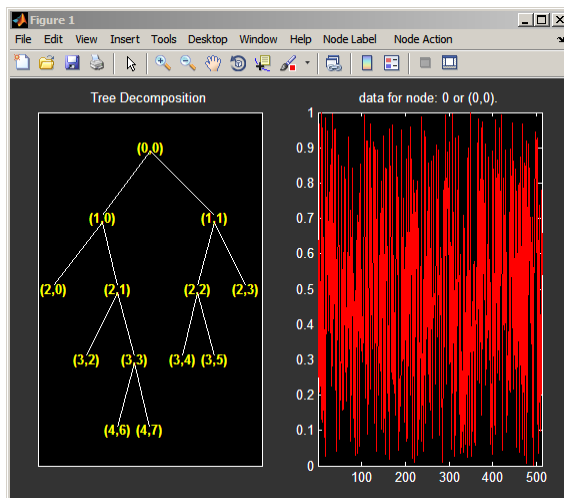 Figure 1
File Edit View Insert Tools Desktop Window Help Node Label Node Action
Tree Decomposition
(0,0)
(1,0) (1,1)
(2,0) (2,1) (2,2) (2,3)
(3,2) (3,3) (3,4) (3,5)
(4,6) (4,7)
data for node: 0 or (0,0).
1
0.9
0.8
0.7
0.6
0.5
0.4
0.3
0.2
0.1
0
100 200 300 400 500